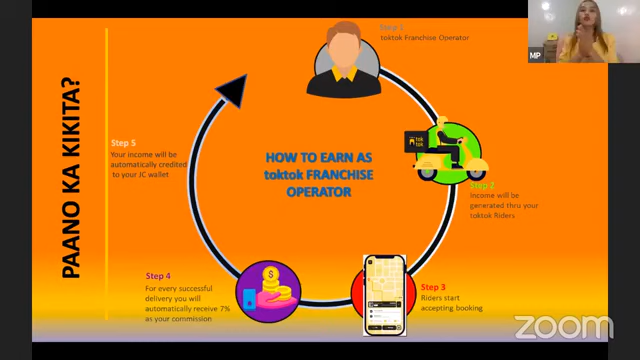 PAANO KA KIKITA?
HOW TO EARN AS
toktok FRANCHISE
OPERATOR
Step 1
toktok Franchise Operator
tok
tok
Step 2
income will be
generated thru your
toktok Riders
Step 3
Riders start
accepting booking
Step 4
For every successful
delivery you will
automatically receive 7%
as your commission
Step 5
Your income will be
automatically credited
to your JC wallet
MP
zoom